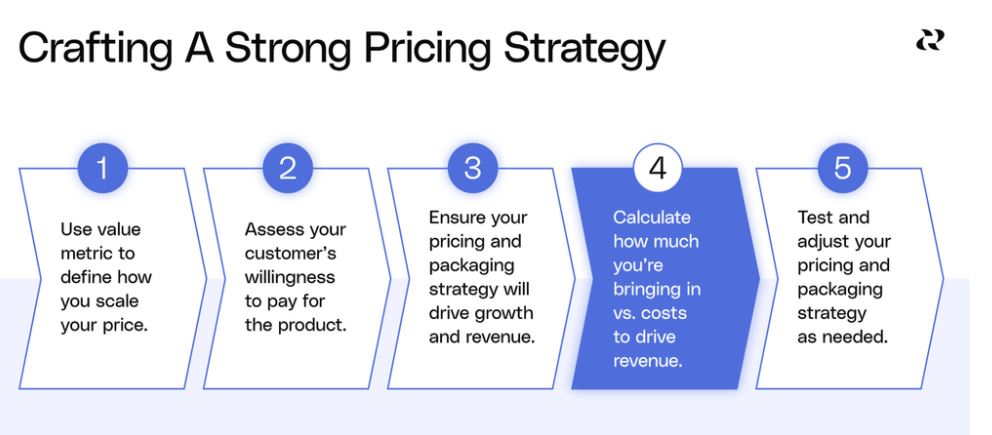 Crafting A Strong Pricing Strategy
1
Use value
metric to
define how
you scale
your price.
2
Assess your
customer's
willingness
to pay for
the product.
3
Ensure your
pricing and
packaging
strategy will
drive growth
and revenue.
4
Calculate
how much
you're
bringing in
vs. costs
to drive
revenue.
5
Test and
adjust your
pricing and
packaging
strategy
as needed.